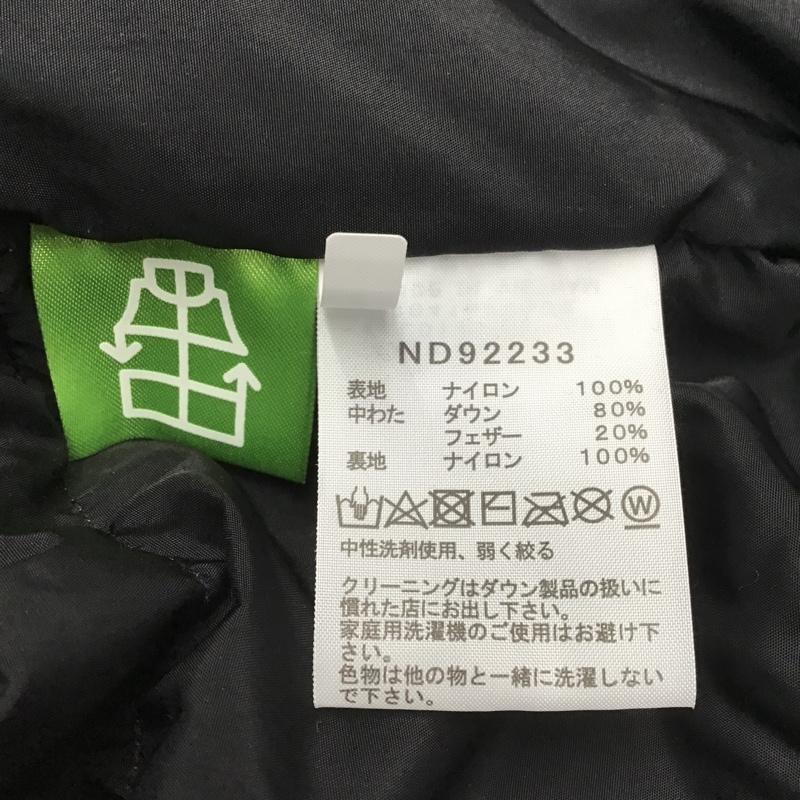 ND92233
表地 ナイロン 100%
中わた ダウン 80%
フェザー 20%
裏地 ナイロン 100%
W
中性洗剤使用、弱く絞る
クリーニングはダウン製品の扱いに
慣れた店にお出し下さい。
家庭用洗濯機のご使用はお避け下
さい。
色物は他の物と一緒に洗濯しない
で下さい。